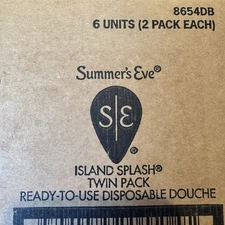 8654DB
6 UNITS (2 PACK EACH)
Summer's Eve®
S|E
®
ISLAND SPLASH®
TWIN PACK
READY-TO-USE DISPOSABLE DOUCHE